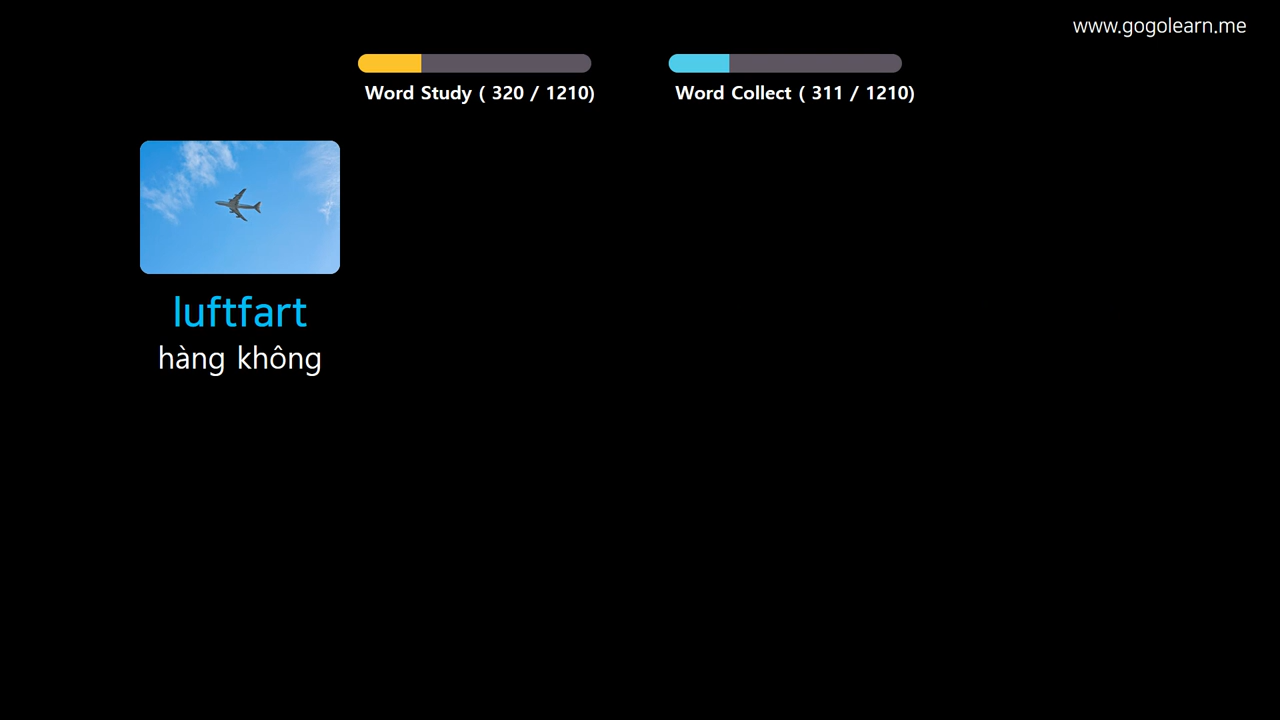 www.gogolearn.me
Word Study ( 320 / 1210)
Word Collect ( 311 / 1210)
luftfart
hàng không